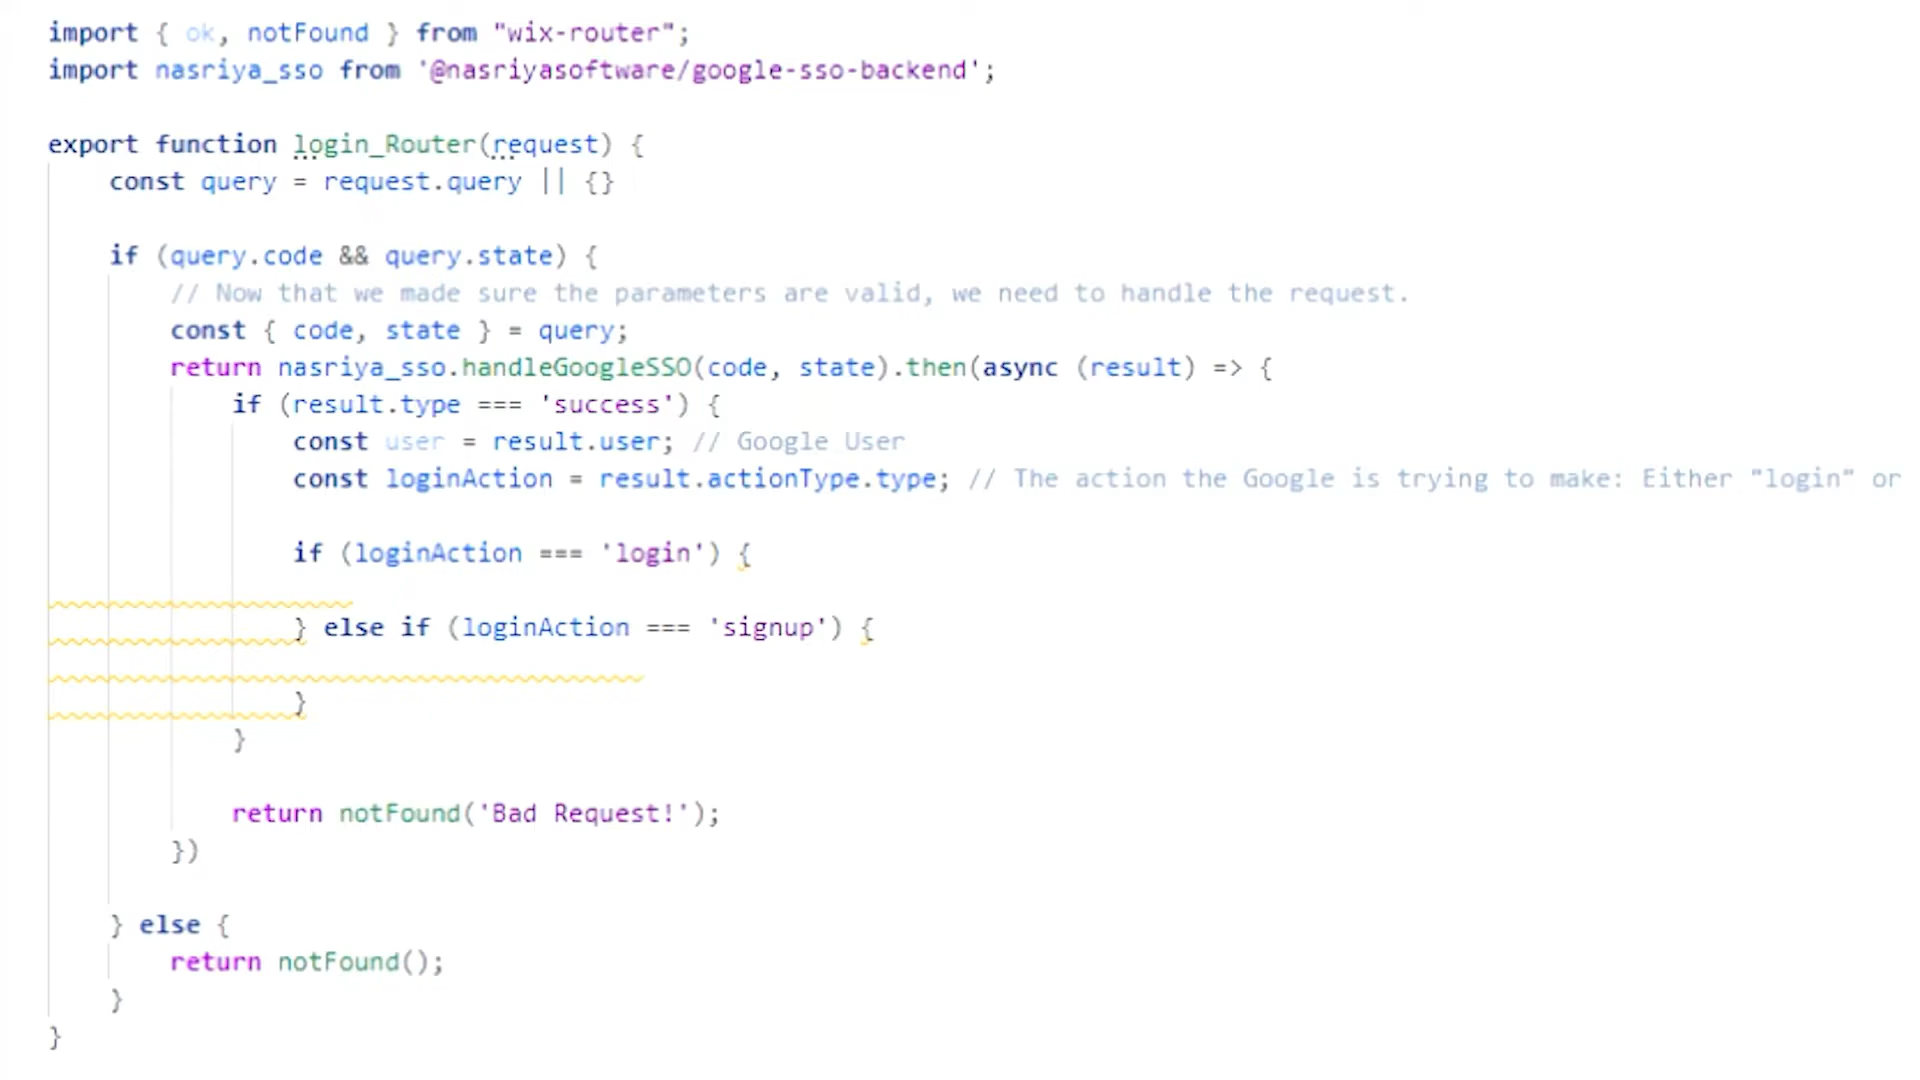 import { ok, notFound } from "wix-router";
import nasriya_sso from '@nasriyasoftware/google-sso-backend';
export function login_Router(request) {
const query = request.query || {}
if (query.code && query.state) {
// Now that we made sure the parameters are valid, we need to handle the request.
const { code, state } = query;
return nasriya_sso.handleGoogleSSO(code, state).then(async (result) => {
if (result.type === 'success') {
const user = result.user; // Google User
const loginAction = result.actionType.type; // The action the Google is trying to make: Either "login" or
if (loginAction === 'login') {
} else if (loginAction === 'signup') {
}
}
return notFound('Bad Request!');
})
} else {
return notFound();
}
}